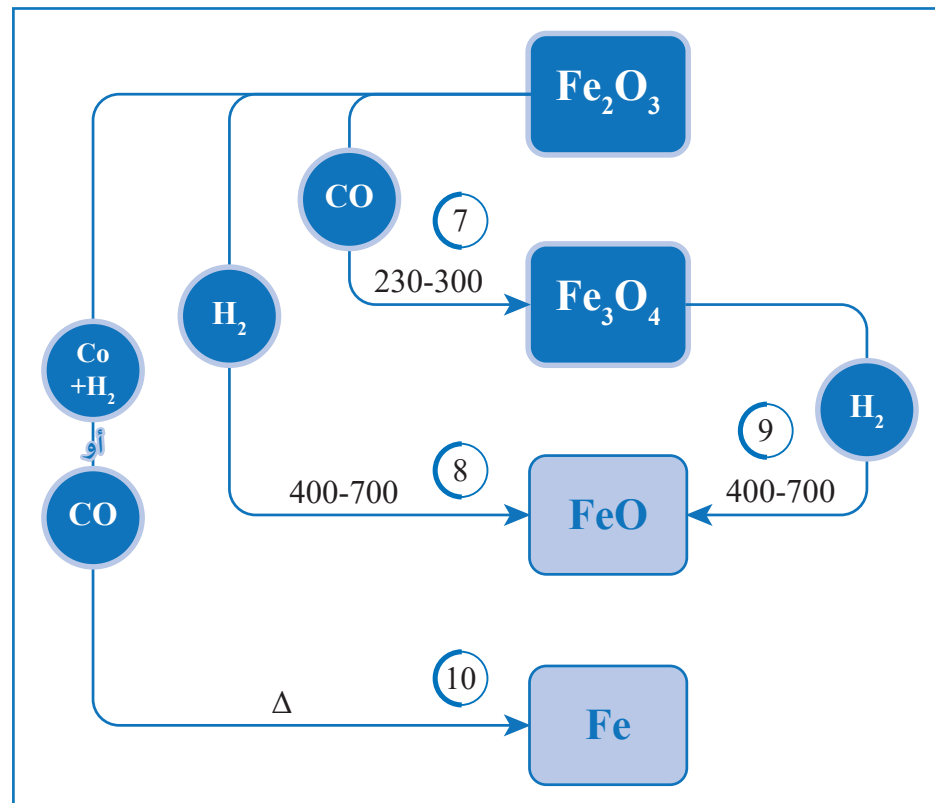 Fe₂O₃
CO
7
230-300
Fe₃O₄
H₂
Co
+H₂
أو
CO
H₂
9
8
400-700
FeO
400-700
10
Δ
Fe